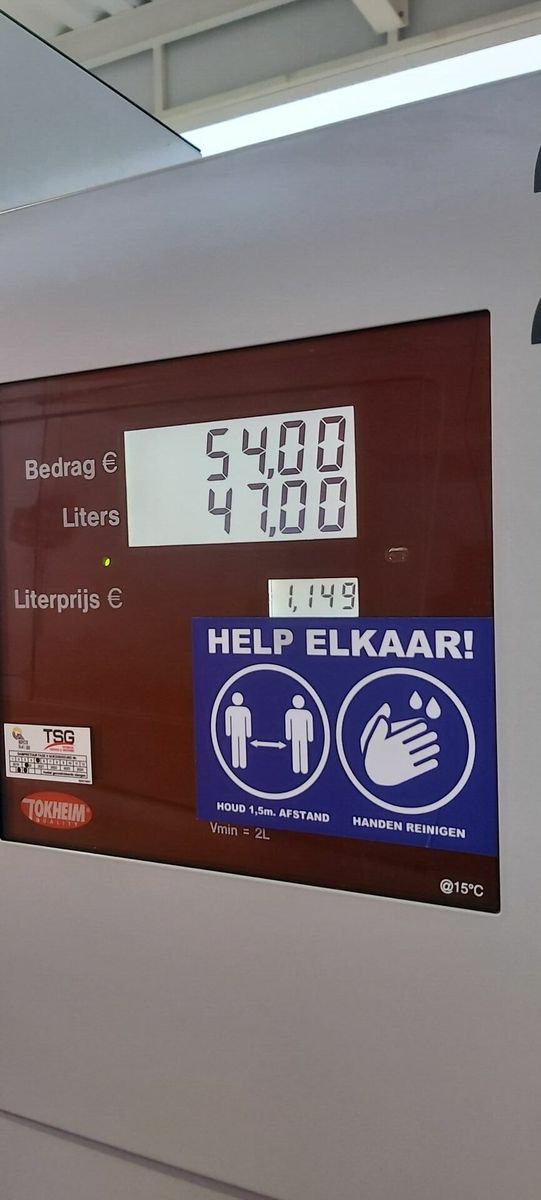 Bedrag € 54,00
Liters 47,00
Literprijs € 1,149
HELP ELKAAR!
HOUD 1,5m. AFSTAND
HANDEN REINIGEN
TSG
TOKHEIM
QUALITY
Vmin = 2L
@15°C